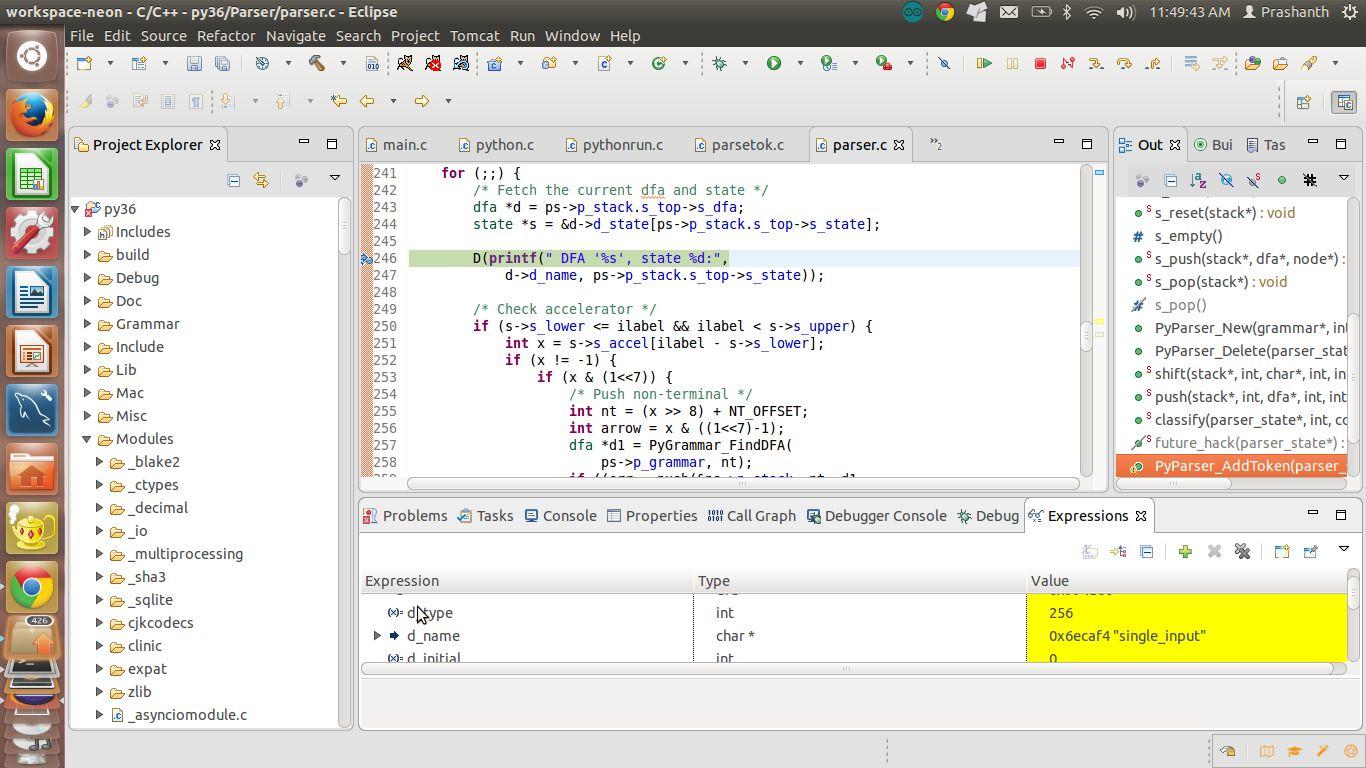 workspace-neon - C/C++ - py36/Parser/parser.c - Eclipse
11:49:43 AM Prashanth
File Edit Source Refactor Navigate Search Project Tomcat Run Window Help
Project Explorer
py36
Includes
build
Debug
Doc
Grammar
Include
Lib
Mac
Misc
Modules
_blake2
_ctypes
_decimal
_io
_multiprocessing
_sha3
_sqlite
cjkcodecs
clinic
expat
zlib
_asynciomodule.c
426
main.c python.c pythonrun.c parsetok.c parser.c »2
241 for (;;) {
242 /* Fetch the current dfa and state */
243 dfa *d = ps->p_stack.s_top->s_dfa;
244 state *s = &d->d_state[ps->p_stack.s_top->s_state];
245
246 D(printf(" DFA '%s', state %d:",
247 d->d_name, ps->p_stack.s_top->s_state));
248
249 /* Check accelerator */
250 if (s->s_lower <= ilabel && ilabel < s->s_upper) {
251 int x = s->s_accel[ilabel - s->s_lower];
252 if (x != -1) {
253 if (x & (1<<7)) {
254 /* Push non-terminal */
255 int nt = (x >> 8) + NT_OFFSET;
256 int arrow = x & ((1<<7)-1);
257 dfa *d1 = PyGrammar_FindDFA(
258 ps->p_grammar, nt);
Out Bui Tas
s_reset(stack*) : void
s_empty()
s_push(stack*, dfa*, node*) :
s_pop(stack*) : void
s_pop()
PyParser_New(grammar*, int
PyParser_Delete(parser_stat
shift(stack*, int, char*, int, in
push(stack*, int, dfa*, int, int
classify(parser_state*, int, co
future_hack(parser_state*) :
PyParser_AddToken(parser_
Problems Tasks Console Properties Call Graph Debugger Console Debug Expressions
Expression Type Value
d_type int 256
d_name char * 0x6ecaf4 "single_input"
d_initial int 0